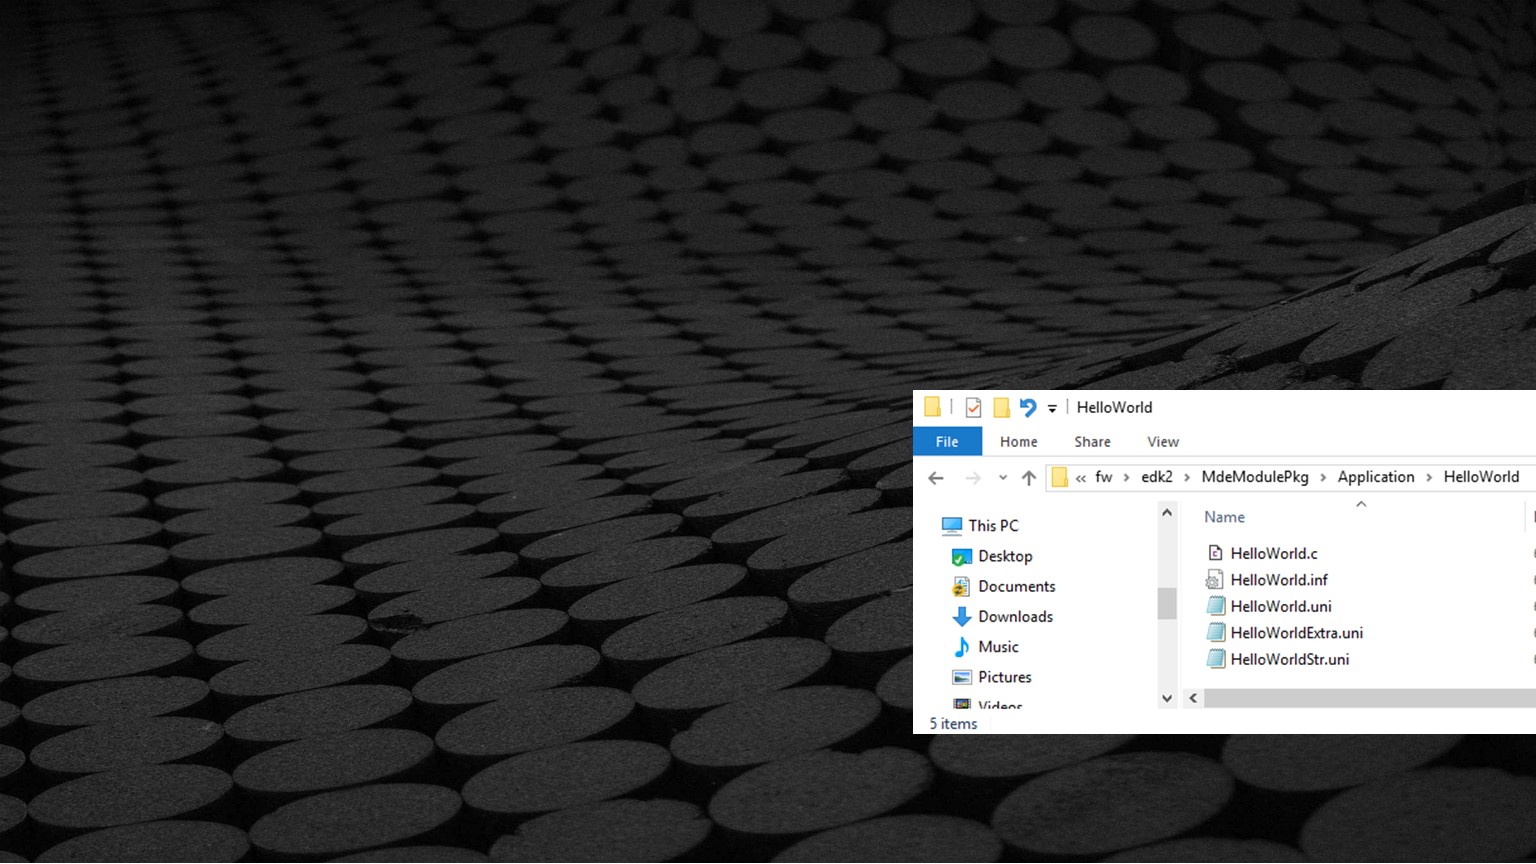 HelloWorld
File Home Share View
« fw › edk2 › MdeModulePkg › Application › HelloWorld
This PC
Desktop
Documents
Downloads
Music
Pictures
Videos
Name
HelloWorld.c
HelloWorld.inf
HelloWorld.uni
HelloWorldExtra.uni
HelloWorldStr.uni
5 items